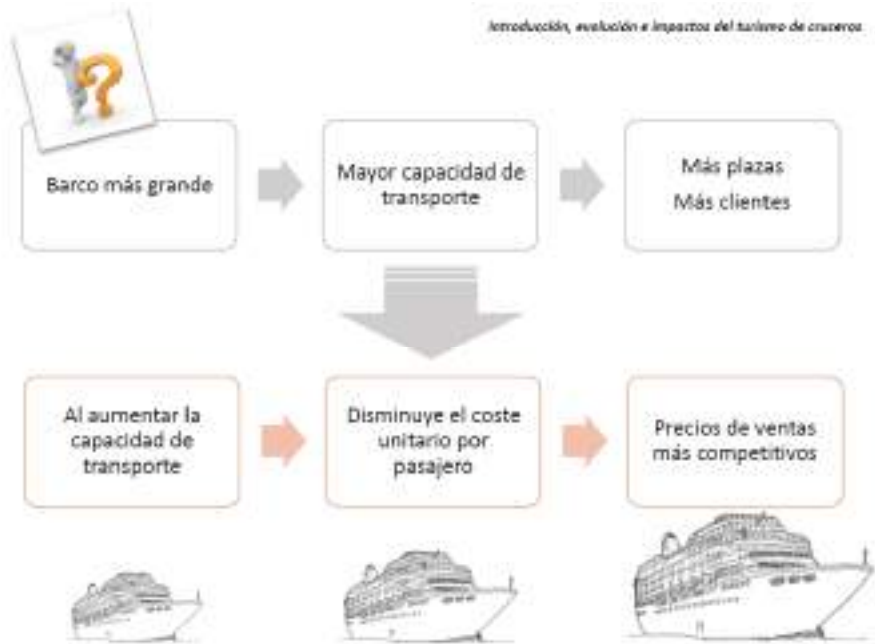 Introducción, evolución e impactos del turismo de cruceros
Barco más grande
Mayor capacidad de
transporte
Más plazas
Más clientes
Al aumentar la
capacidad de
transporte
Disminuye el coste
unitario por
pasajero
Precios de ventas
más competitivos